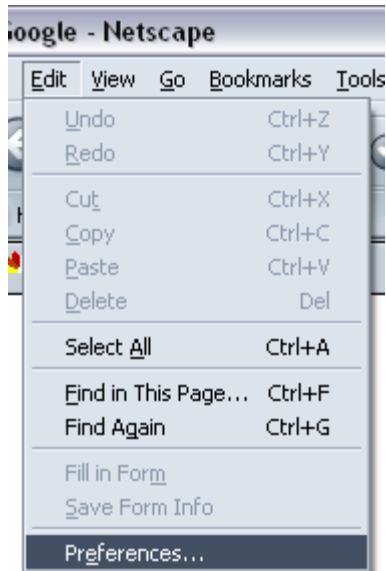 Google - Netscape
Edit View Go Bookmarks Tools
Undo Ctrl+Z
Redo Ctrl+Y
Cut Ctrl+X
Copy Ctrl+C
Paste Ctrl+V
Delete Del
Select All Ctrl+A
Find in This Page... Ctrl+F
Find Again Ctrl+G
Fill in Form
Save Form Info
Preferences...